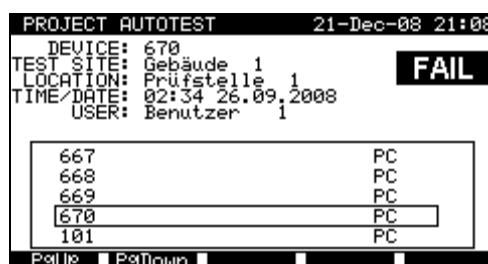 PROJECT AUTOTEST 21-Dec-08 21:08
DEVICE: 670
TEST SITE: Gebäude 1
FAIL
LOCATION: Prüfstelle 1
TIME/DATE: 02:34 26.09.2008
USER: Benutzer 1
667 PC
668 PC
669 PC
670 PC
101 PC
PgUp PgDown